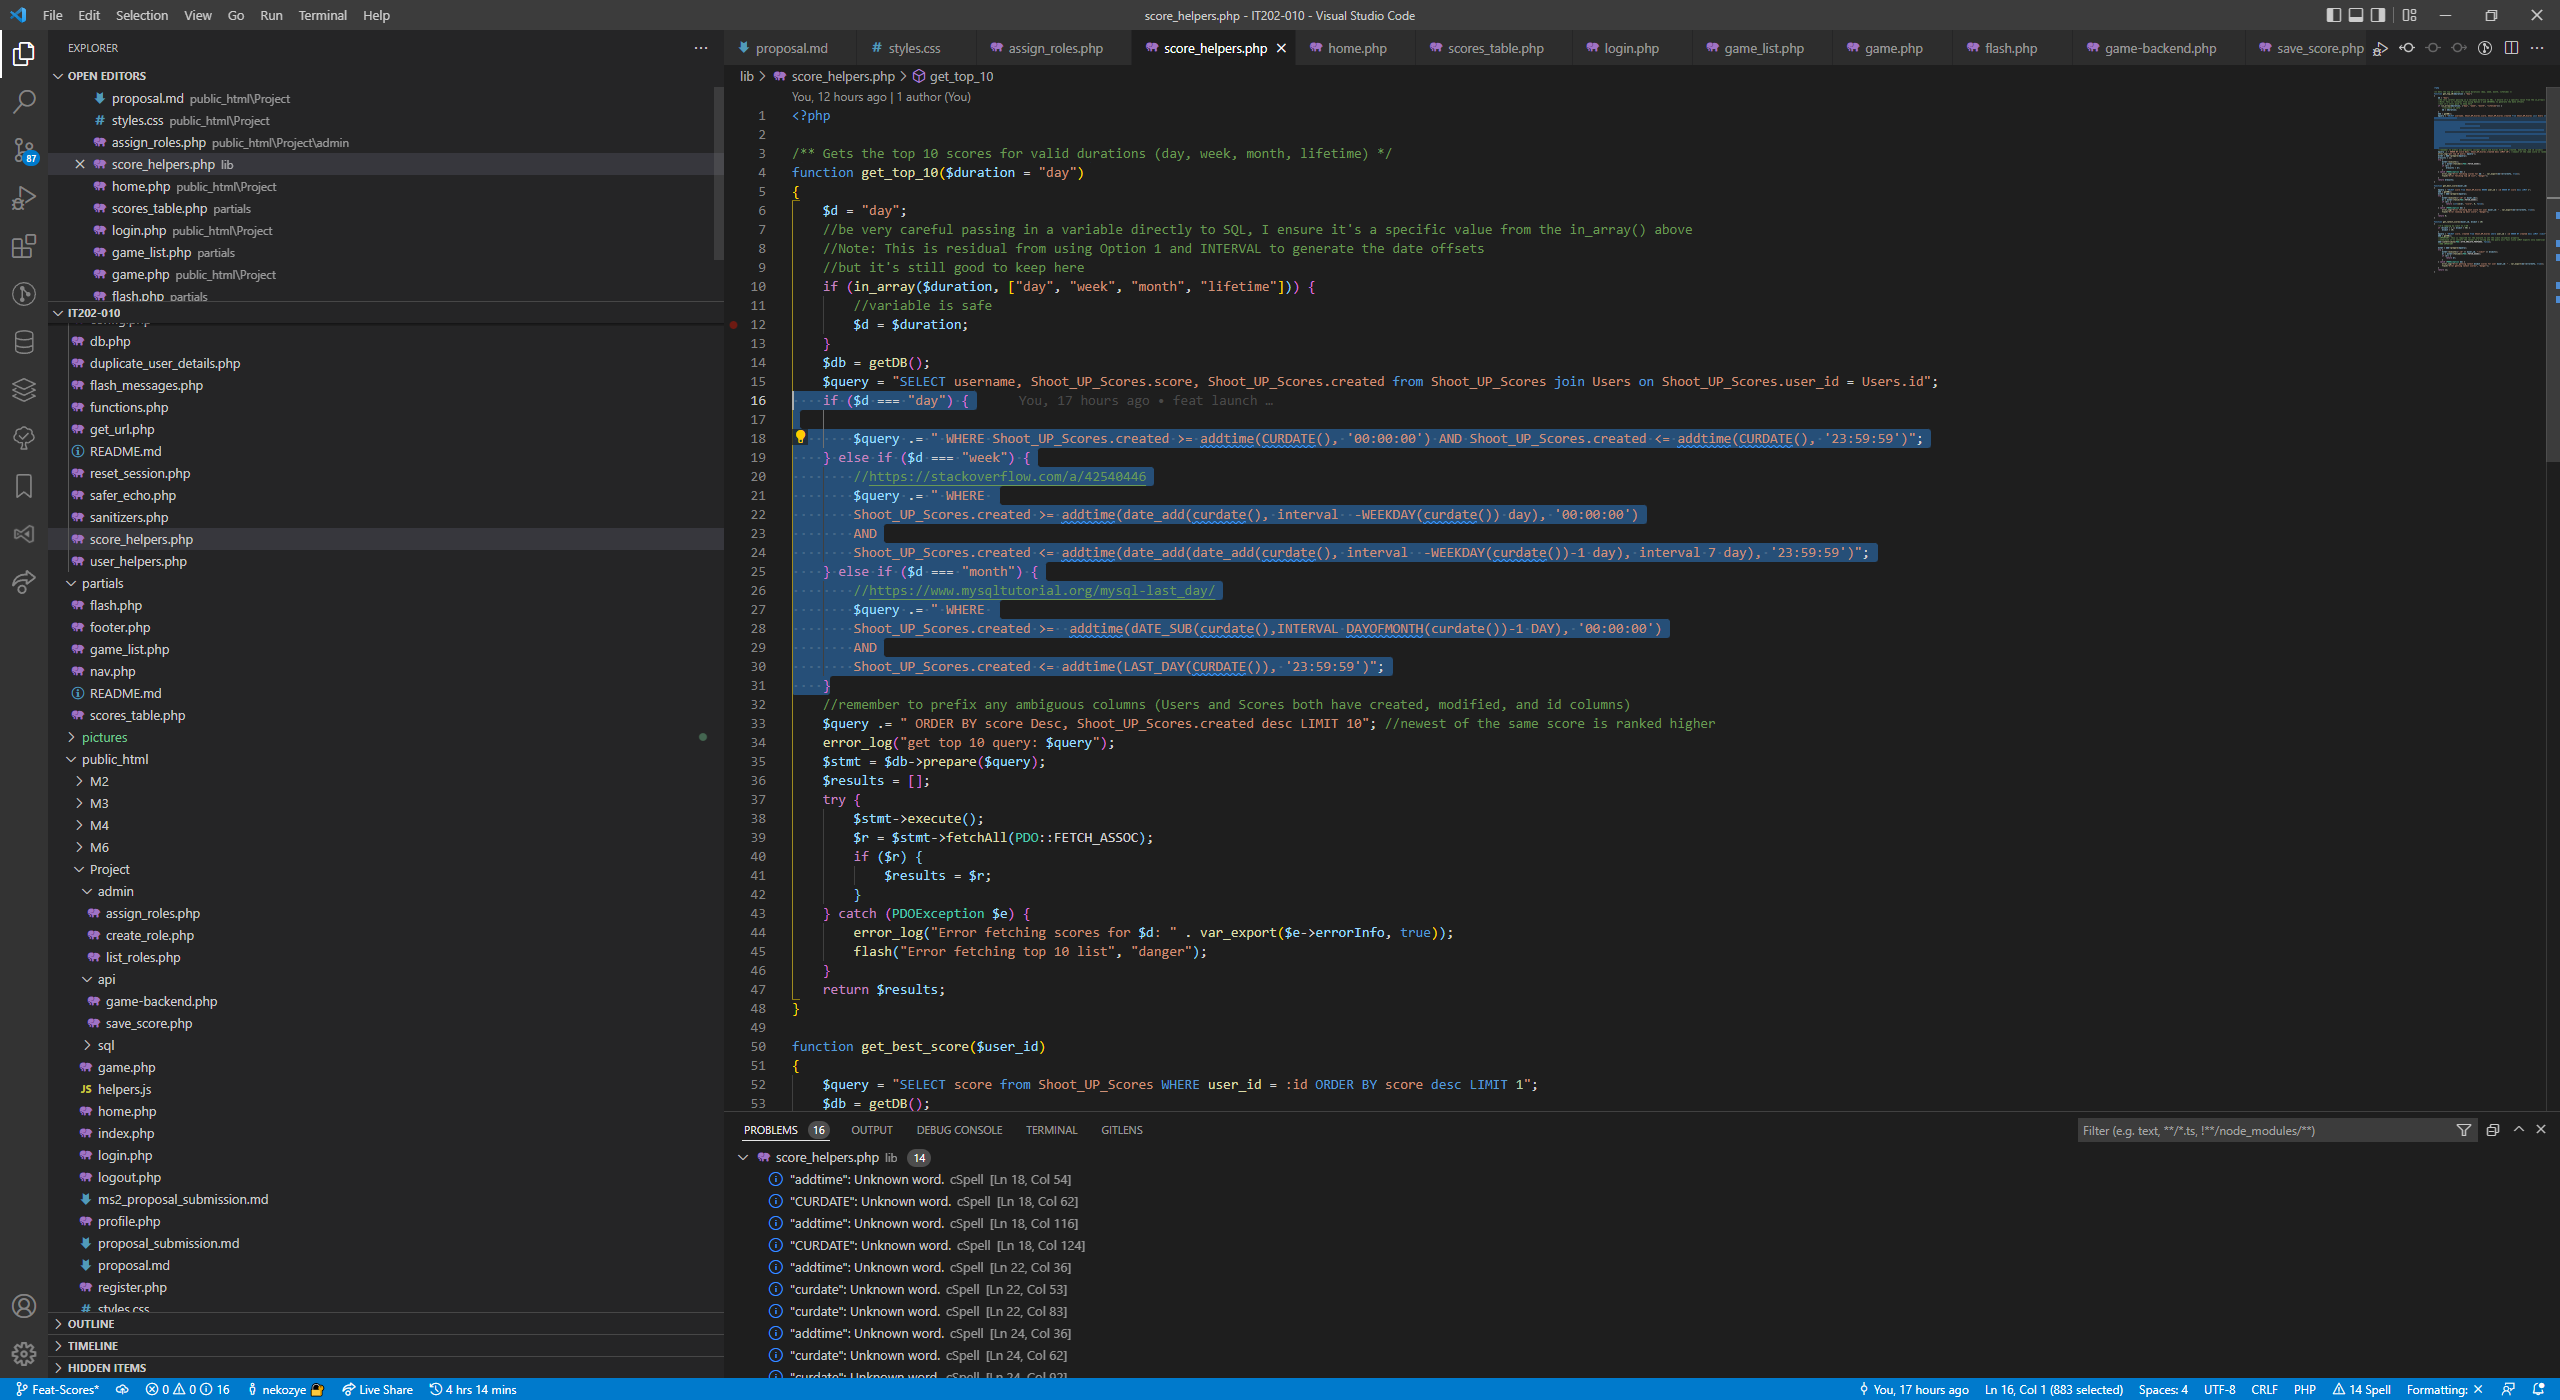 File Edit Selection View Go Run Terminal Help
score_helpers.php - IT202-010 - Visual Studio Code
EXPLORER
OPEN EDITORS
proposal.md public_html\Project
styles.css public_html\Project
assign_roles.php public_html\Project\admin
score_helpers.php lib
home.php public_html\Project
scores_table.php partials
login.php public_html\Project
game_list.php partials
game.php public_html\Project
flash.php partials
IT202-010
config.php
db.php
duplicate_user_details.php
flash_messages.php
functions.php
get_url.php
README.md
reset_session.php
safer_echo.php
sanitizers.php
score_helpers.php
user_helpers.php
partials
flash.php
footer.php
game_list.php
nav.php
README.md
scores_table.php
pictures
public_html
M2
M3
M4
M6
Project
admin
assign_roles.php
create_role.php
list_roles.php
api
game-backend.php
save_score.php
sql
game.php
JS helpers.js
home.php
index.php
login.php
logout.php
ms2_proposal_submission.md
profile.php
proposal_submission.md
proposal.md
register.php
# styles.css
OUTLINE
TIMELINE
HIDDEN ITEMS
87
proposal.md # styles.css assign_roles.php score_helpers.php home.php scores_table.php login.php game_list.php game.php flash.php game-backend.php save_score.php
lib > score_helpers.php > get_top_10
You, 12 hours ago | 1 author (You)
1 <?php
2
3 /** Gets the top 10 scores for valid durations (day, week, month, lifetime) */
4 function get_top_10($duration = "day")
5 {
6 $d = "day";
7 //be very careful passing in a variable directly to SQL, I ensure it's a specific value from the in_array() above
8 //Note: This is residual from using Option 1 and INTERVAL to generate the date offsets
9 //but it's still good to keep here
10 if (in_array($duration, ["day", "week", "month", "lifetime"])) {
11 //variable is safe
12 $d = $duration;
13 }
14 $db = getDB();
15 $query = "SELECT username, Shoot_UP_Scores.score, Shoot_UP_Scores.created from Shoot_UP_Scores join Users on Shoot_UP_Scores.user_id = Users.id";
16 if ($d === "day") { You, 17 hours ago • feat launch …
17
18 $query .= " WHERE Shoot_UP_Scores.created >= addtime(CURDATE(), '00:00:00') AND Shoot_UP_Scores.created <= addtime(CURDATE(), '23:59:59')";
19 } else if ($d === "week") {
20 //https://stackoverflow.com/a/42540446
21 $query .= " WHERE
22 Shoot_UP_Scores.created >= addtime(date_add(curdate(), interval  -WEEKDAY(curdate()) day), '00:00:00')
23 AND
24 Shoot_UP_Scores.created <= addtime(date_add(date_add(curdate(), interval  -WEEKDAY(curdate())-1 day), interval 7 day), '23:59:59')";
25 } else if ($d === "month") {
26 //https://www.mysqltutorial.org/mysql-last_day/
27 $query .= " WHERE
28 Shoot_UP_Scores.created >=  addtime(dATE_SUB(curdate(),INTERVAL DAYOFMONTH(curdate())-1 DAY), '00:00:00')
29 AND
30 Shoot_UP_Scores.created <= addtime(LAST_DAY(CURDATE()), '23:59:59')";
31 }
32 //remember to prefix any ambiguous columns (Users and Scores both have created, modified, and id columns)
33 $query .= " ORDER BY score Desc, Shoot_UP_Scores.created desc LIMIT 10"; //newest of the same score is ranked higher
34 error_log("get top 10 query: $query");
35 $stmt = $db->prepare($query);
36 $results = [];
37 try {
38 $stmt->execute();
39 $r = $stmt->fetchAll(PDO::FETCH_ASSOC);
40 if ($r) {
41 $results = $r;
42 }
43 } catch (PDOException $e) {
44 error_log("Error fetching scores for $d: " . var_export($e->errorInfo, true));
45 flash("Error fetching top 10 list", "danger");
46 }
47 return $results;
48 }
49
50 function get_best_score($user_id)
51 {
52 $query = "SELECT score from Shoot_UP_Scores WHERE user_id = :id ORDER BY score desc LIMIT 1";
53 $db = getDB();
PROBLEMS 16 OUTPUT DEBUG CONSOLE TERMINAL GITLENS
Filter (e.g. text, **/*.ts, !**/node_modules/**)
score_helpers.php lib 14
"addtime": Unknown word. cSpell [Ln 18, Col 54]
"CURDATE": Unknown word. cSpell [Ln 18, Col 62]
"addtime": Unknown word. cSpell [Ln 18, Col 116]
"CURDATE": Unknown word. cSpell [Ln 18, Col 124]
"addtime": Unknown word. cSpell [Ln 22, Col 36]
"curdate": Unknown word. cSpell [Ln 22, Col 53]
"curdate": Unknown word. cSpell [Ln 22, Col 83]
"addtime": Unknown word. cSpell [Ln 24, Col 36]
"curdate": Unknown word. cSpell [Ln 24, Col 62]
"curdate": Unknown word. cSpell [Ln 24, Col 92]
Feat-Scores* 0 0 16 nekozye Live Share 4 hrs 14 mins
You, 17 hours ago Ln 16, Col 1 (883 selected) Spaces: 4 UTF-8 CRLF PHP 14 Spell Formatting: ×